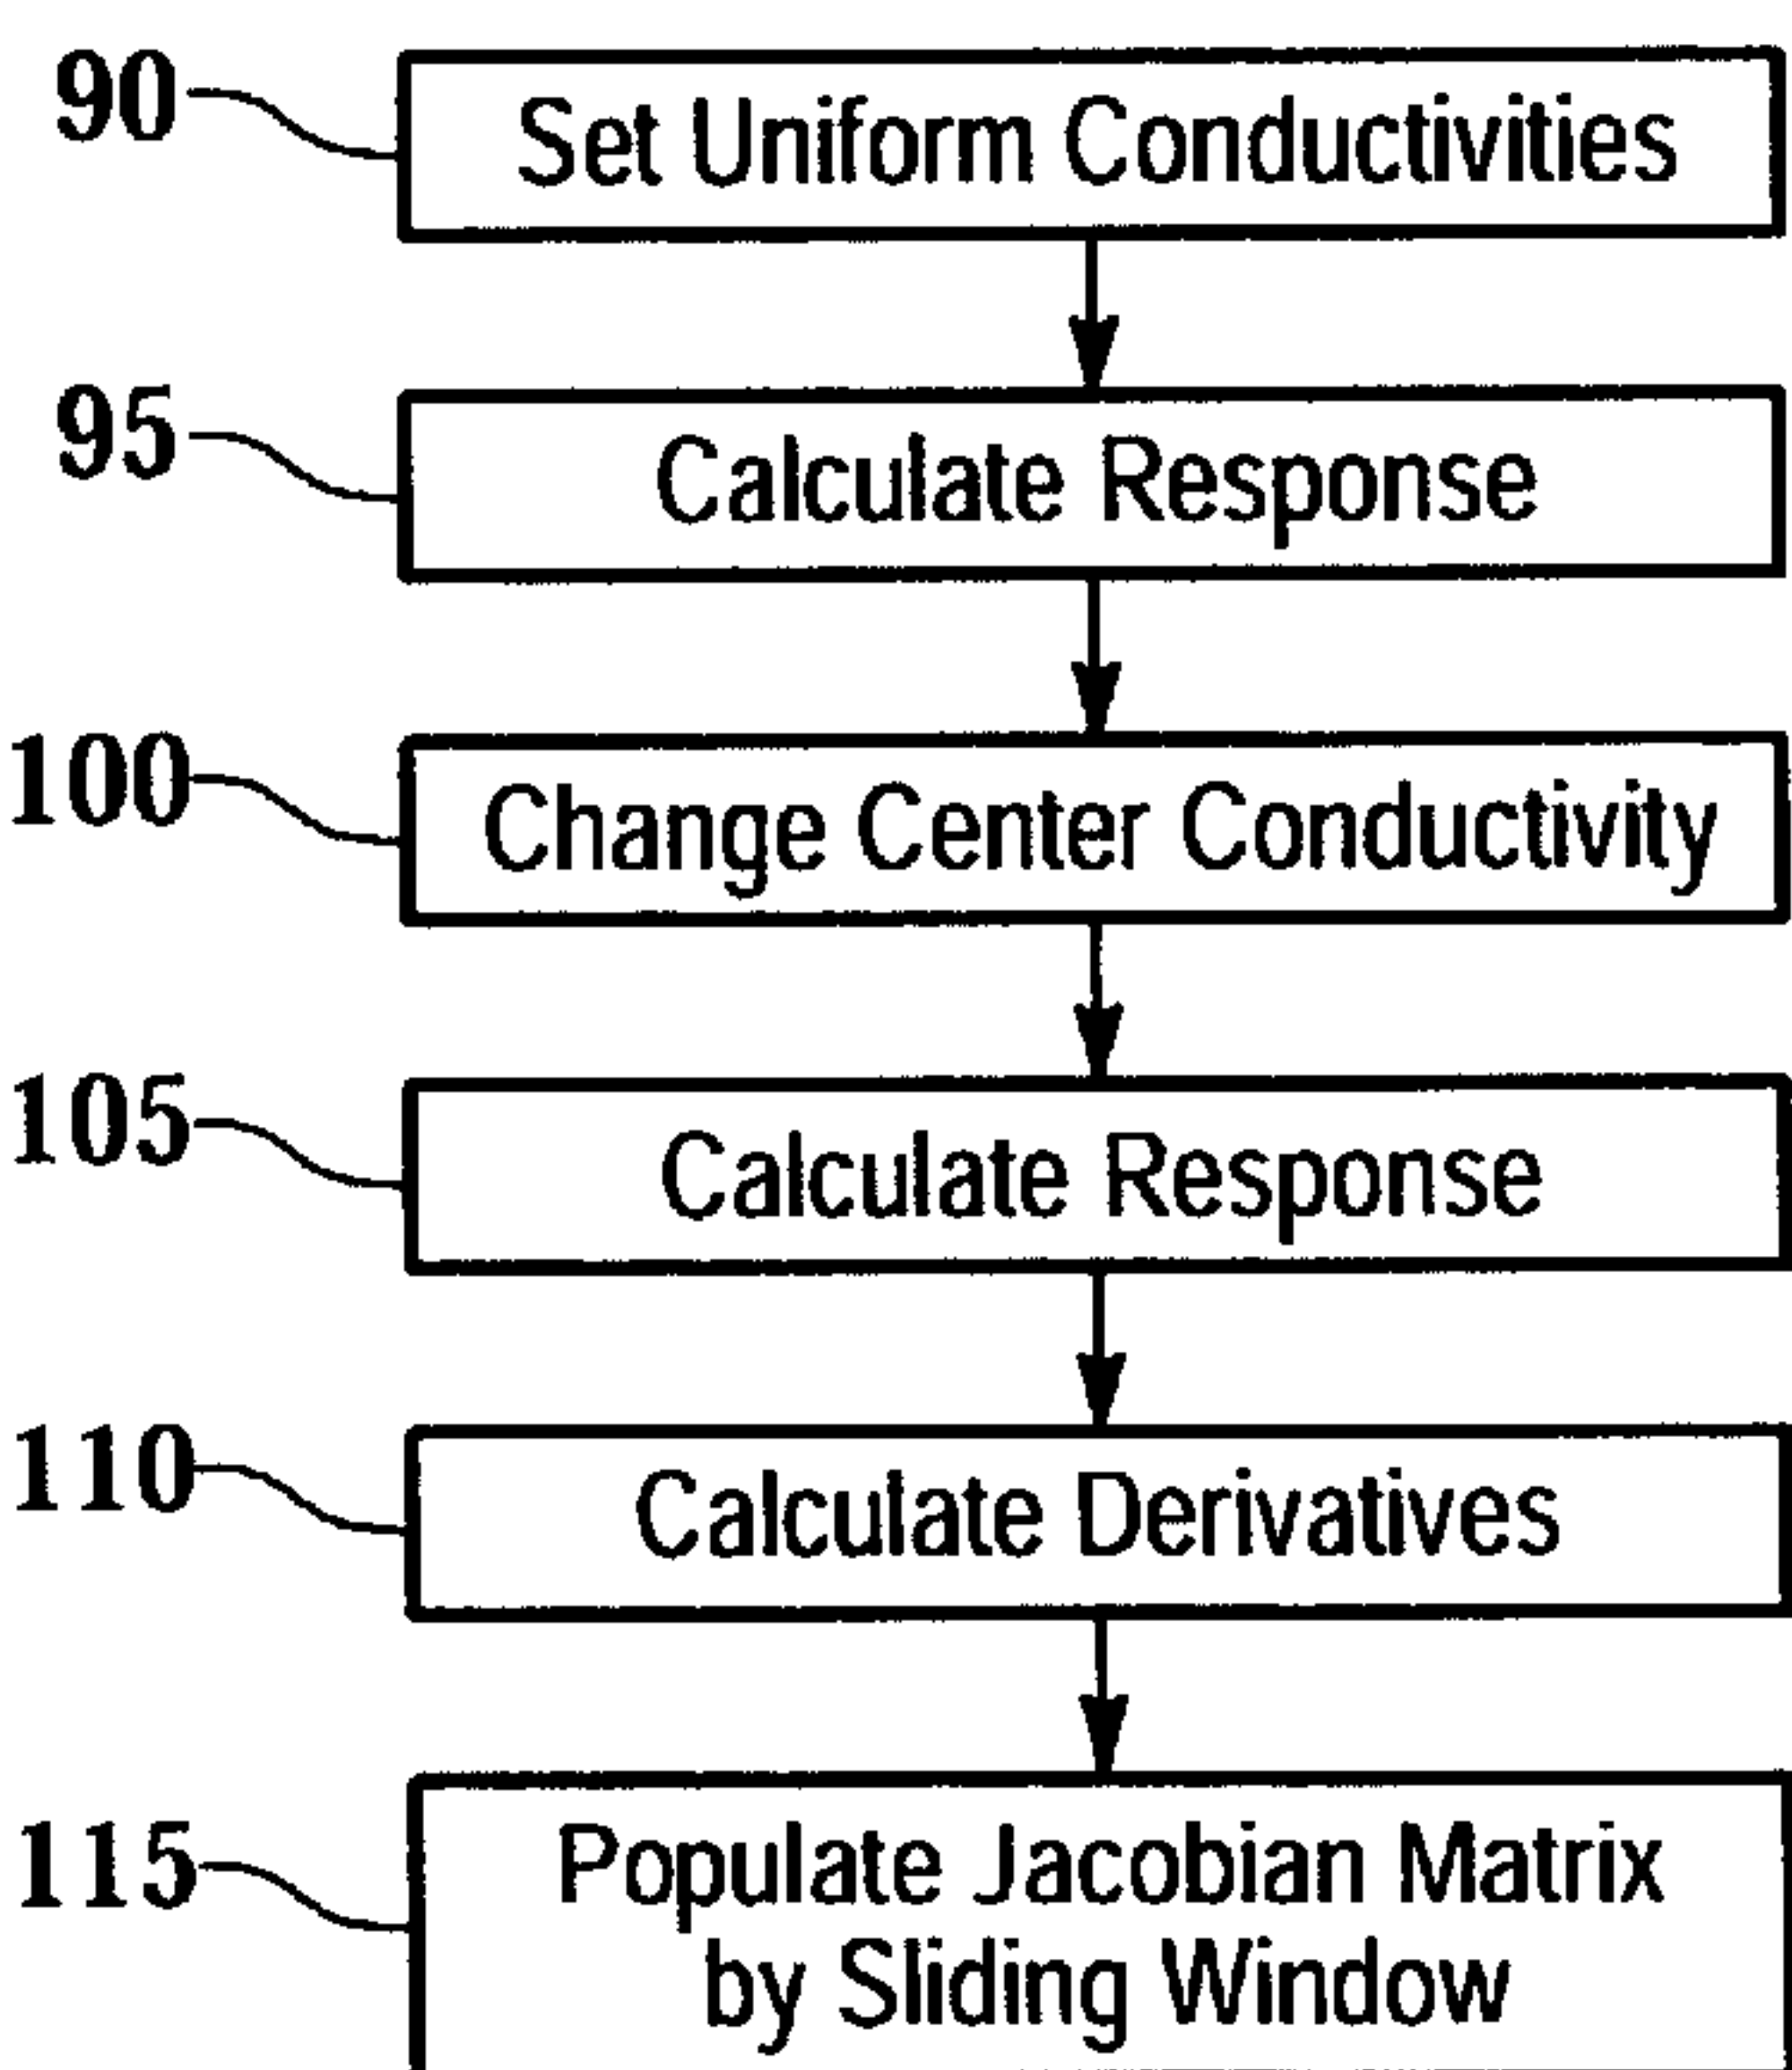 90 Set Uniform Conductivities
95 Calculate Response
100 Change Center Conductivity
105 Calculate Response
110 Calculate Derivatives
115 Populate Jacobian Matrix
by Sliding Window